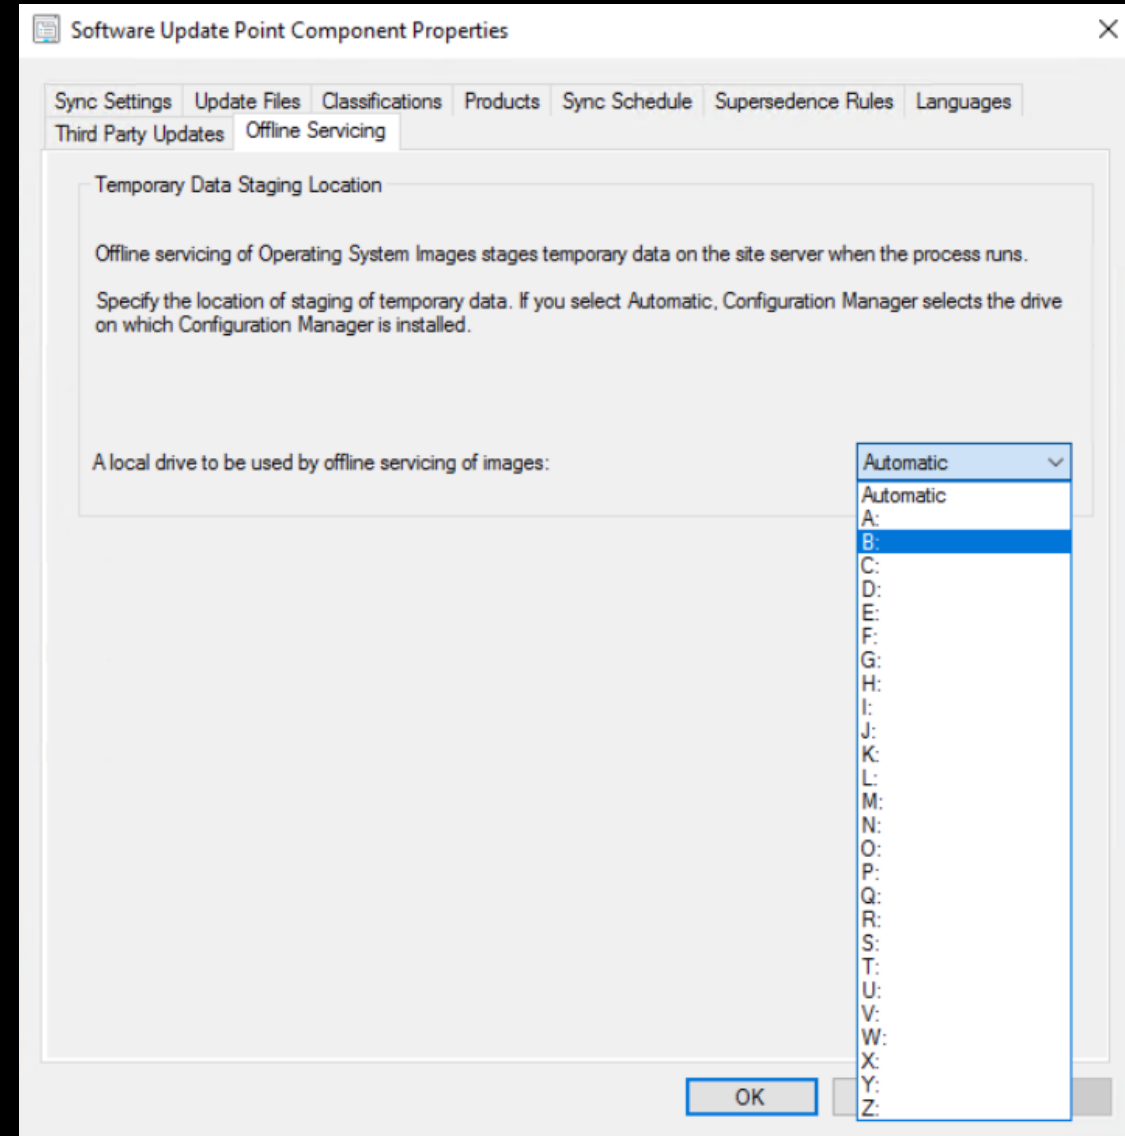 Software Update Point Component Properties
Sync Settings Update Files Classifications Products Sync Schedule Supersedence Rules Languages
Third Party Updates Offline Servicing
Temporary Data Staging Location
Offline servicing of Operating System Images stages temporary data on the site server when the process runs.
Specify the location of staging of temporary data. If you select Automatic, Configuration Manager selects the drive
on which Configuration Manager is installed.
A local drive to be used by offline servicing of images: Automatic
Automatic
A:
B:
C:
D:
E:
F:
G:
H:
I:
J:
K:
L:
M:
N:
O:
P:
Q:
R:
S:
T:
U:
V:
W:
X:
Y:
Z:
OK